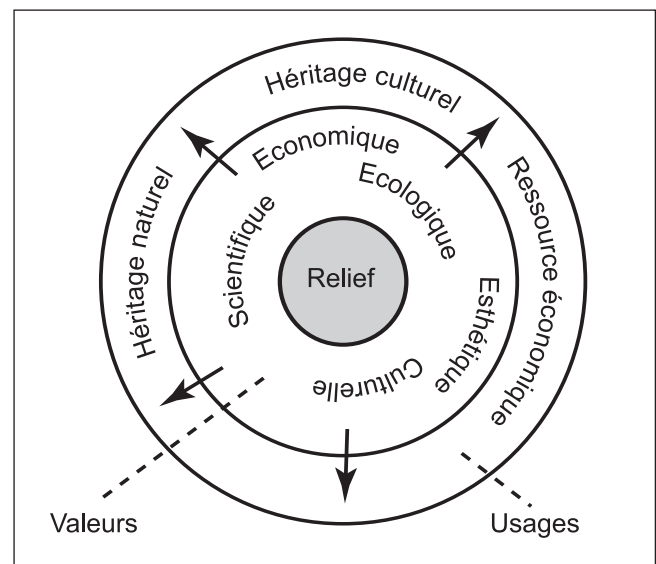 Héritage culturel
Economique
Ecologique
Ressource économique
Héritage naturel
Scientifique
Relief
Esthétique
Culturelle
Valeurs
Usages